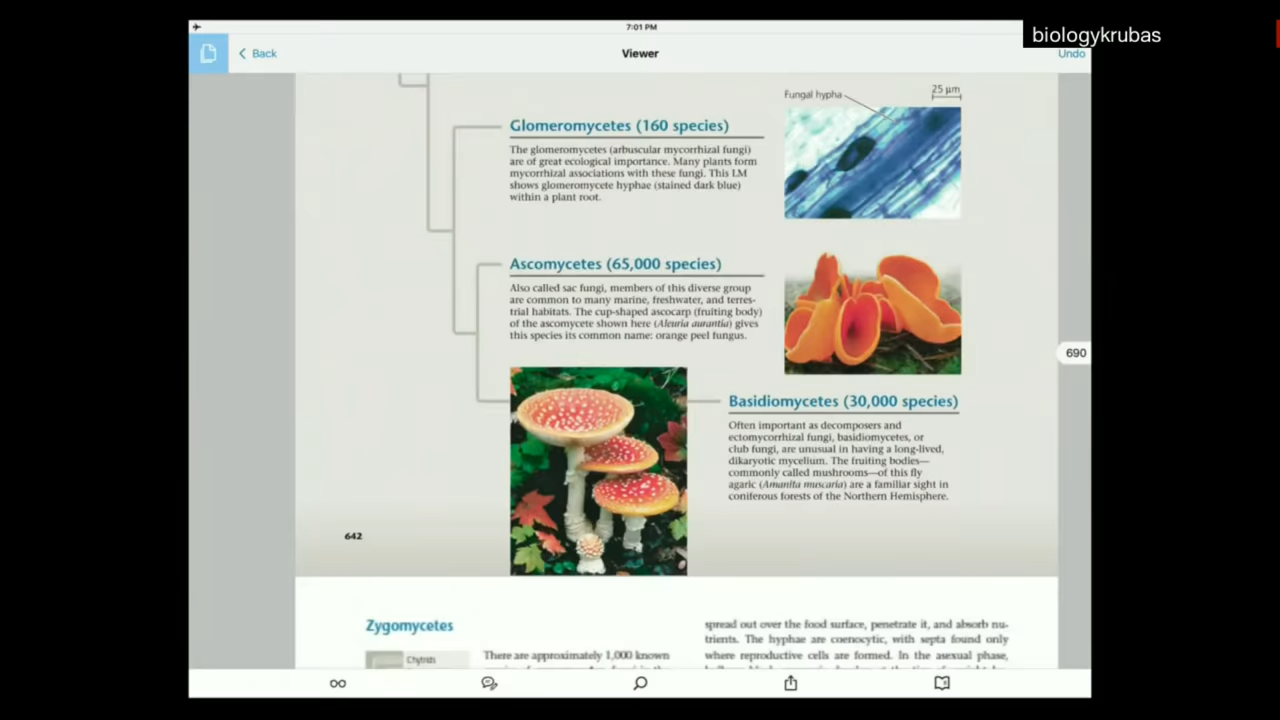 7:01 PM
biologykrubas
Back
Viewer
Undo
Fungal hypha
25 μm
Glomeromycetes (160 species)
The glomeromycetes (arbuscular mycorrhizal fungi)
are of great ecological importance. Many plants form
mycorrhizal associations with these fungi. This LM
shows glomeromycete hyphae (stained dark blue)
within a plant root.
Ascomycetes (65,000 species)
Also called sac fungi, members of this diverse group
are common to many marine, freshwater, and terres-
trial habitats. The cup-shaped ascocarp (fruiting body)
of the ascomycete shown here (Aleuria aurantia) gives
this species its common name: orange peel fungus.
690
Basidiomycetes (30,000 species)
Often important as decomposers and
ectomycorrhizal fungi, basidiomycetes, or
club fungi, are unusual in having a long-lived,
dikaryotic mycelium. The fruiting bodies—
commonly called mushrooms—of this fly
agaric (Amanita muscaria) are a familiar sight in
coniferous forests of the Northern Hemisphere.
642
Zygomycetes
Chytrids
There are approximately 1,000 known
spread out over the food surface, penetrate it, and absorb nu-
trients. The hyphae are coenocytic, with septa found only
where reproductive cells are formed. In the asexual phase,